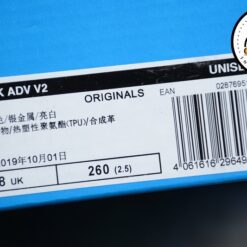 K ADV V2 UNISE
ORIGINALS
EAN 0287695
色/银金属/亮白
物/热塑性聚氨酯(TPU)/合成革
2019年10月01日
8 UK 260 (2.5)
4 061616 29649